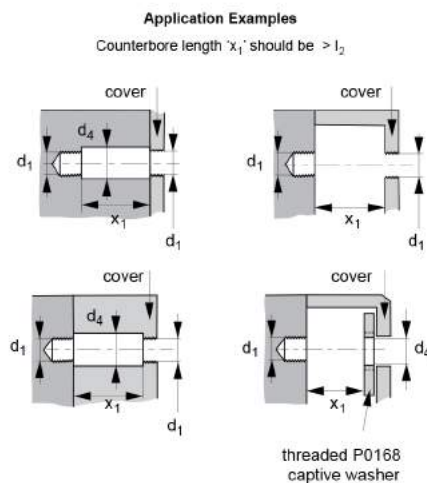 Application Examples
Counterbore length 'x1' should be > l2
cover
d4
d1
x1
d1
cover
d1
x1
d1
cover
d4
d1
x1
d1
cover
d1
d4
x1
threaded P0168
captive washer